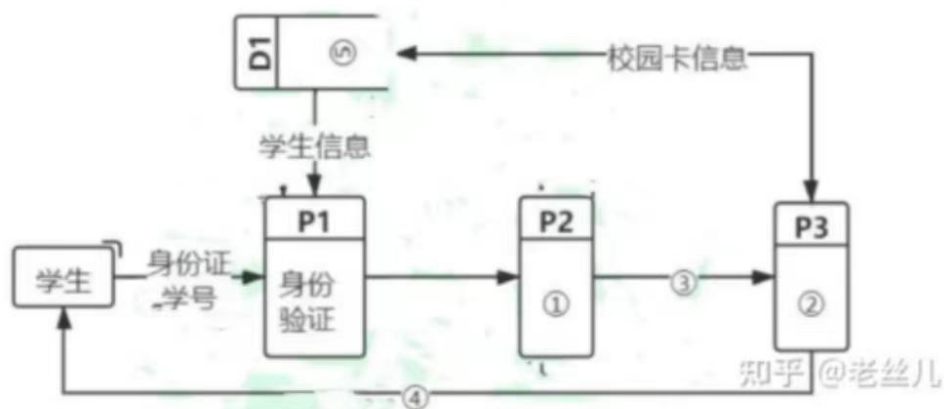 D1
⑤
校园卡信息
学生信息
P1
P2
P3
学生
身份证
学号
身份
验证
①
③
②
④
知乎 @老丝儿